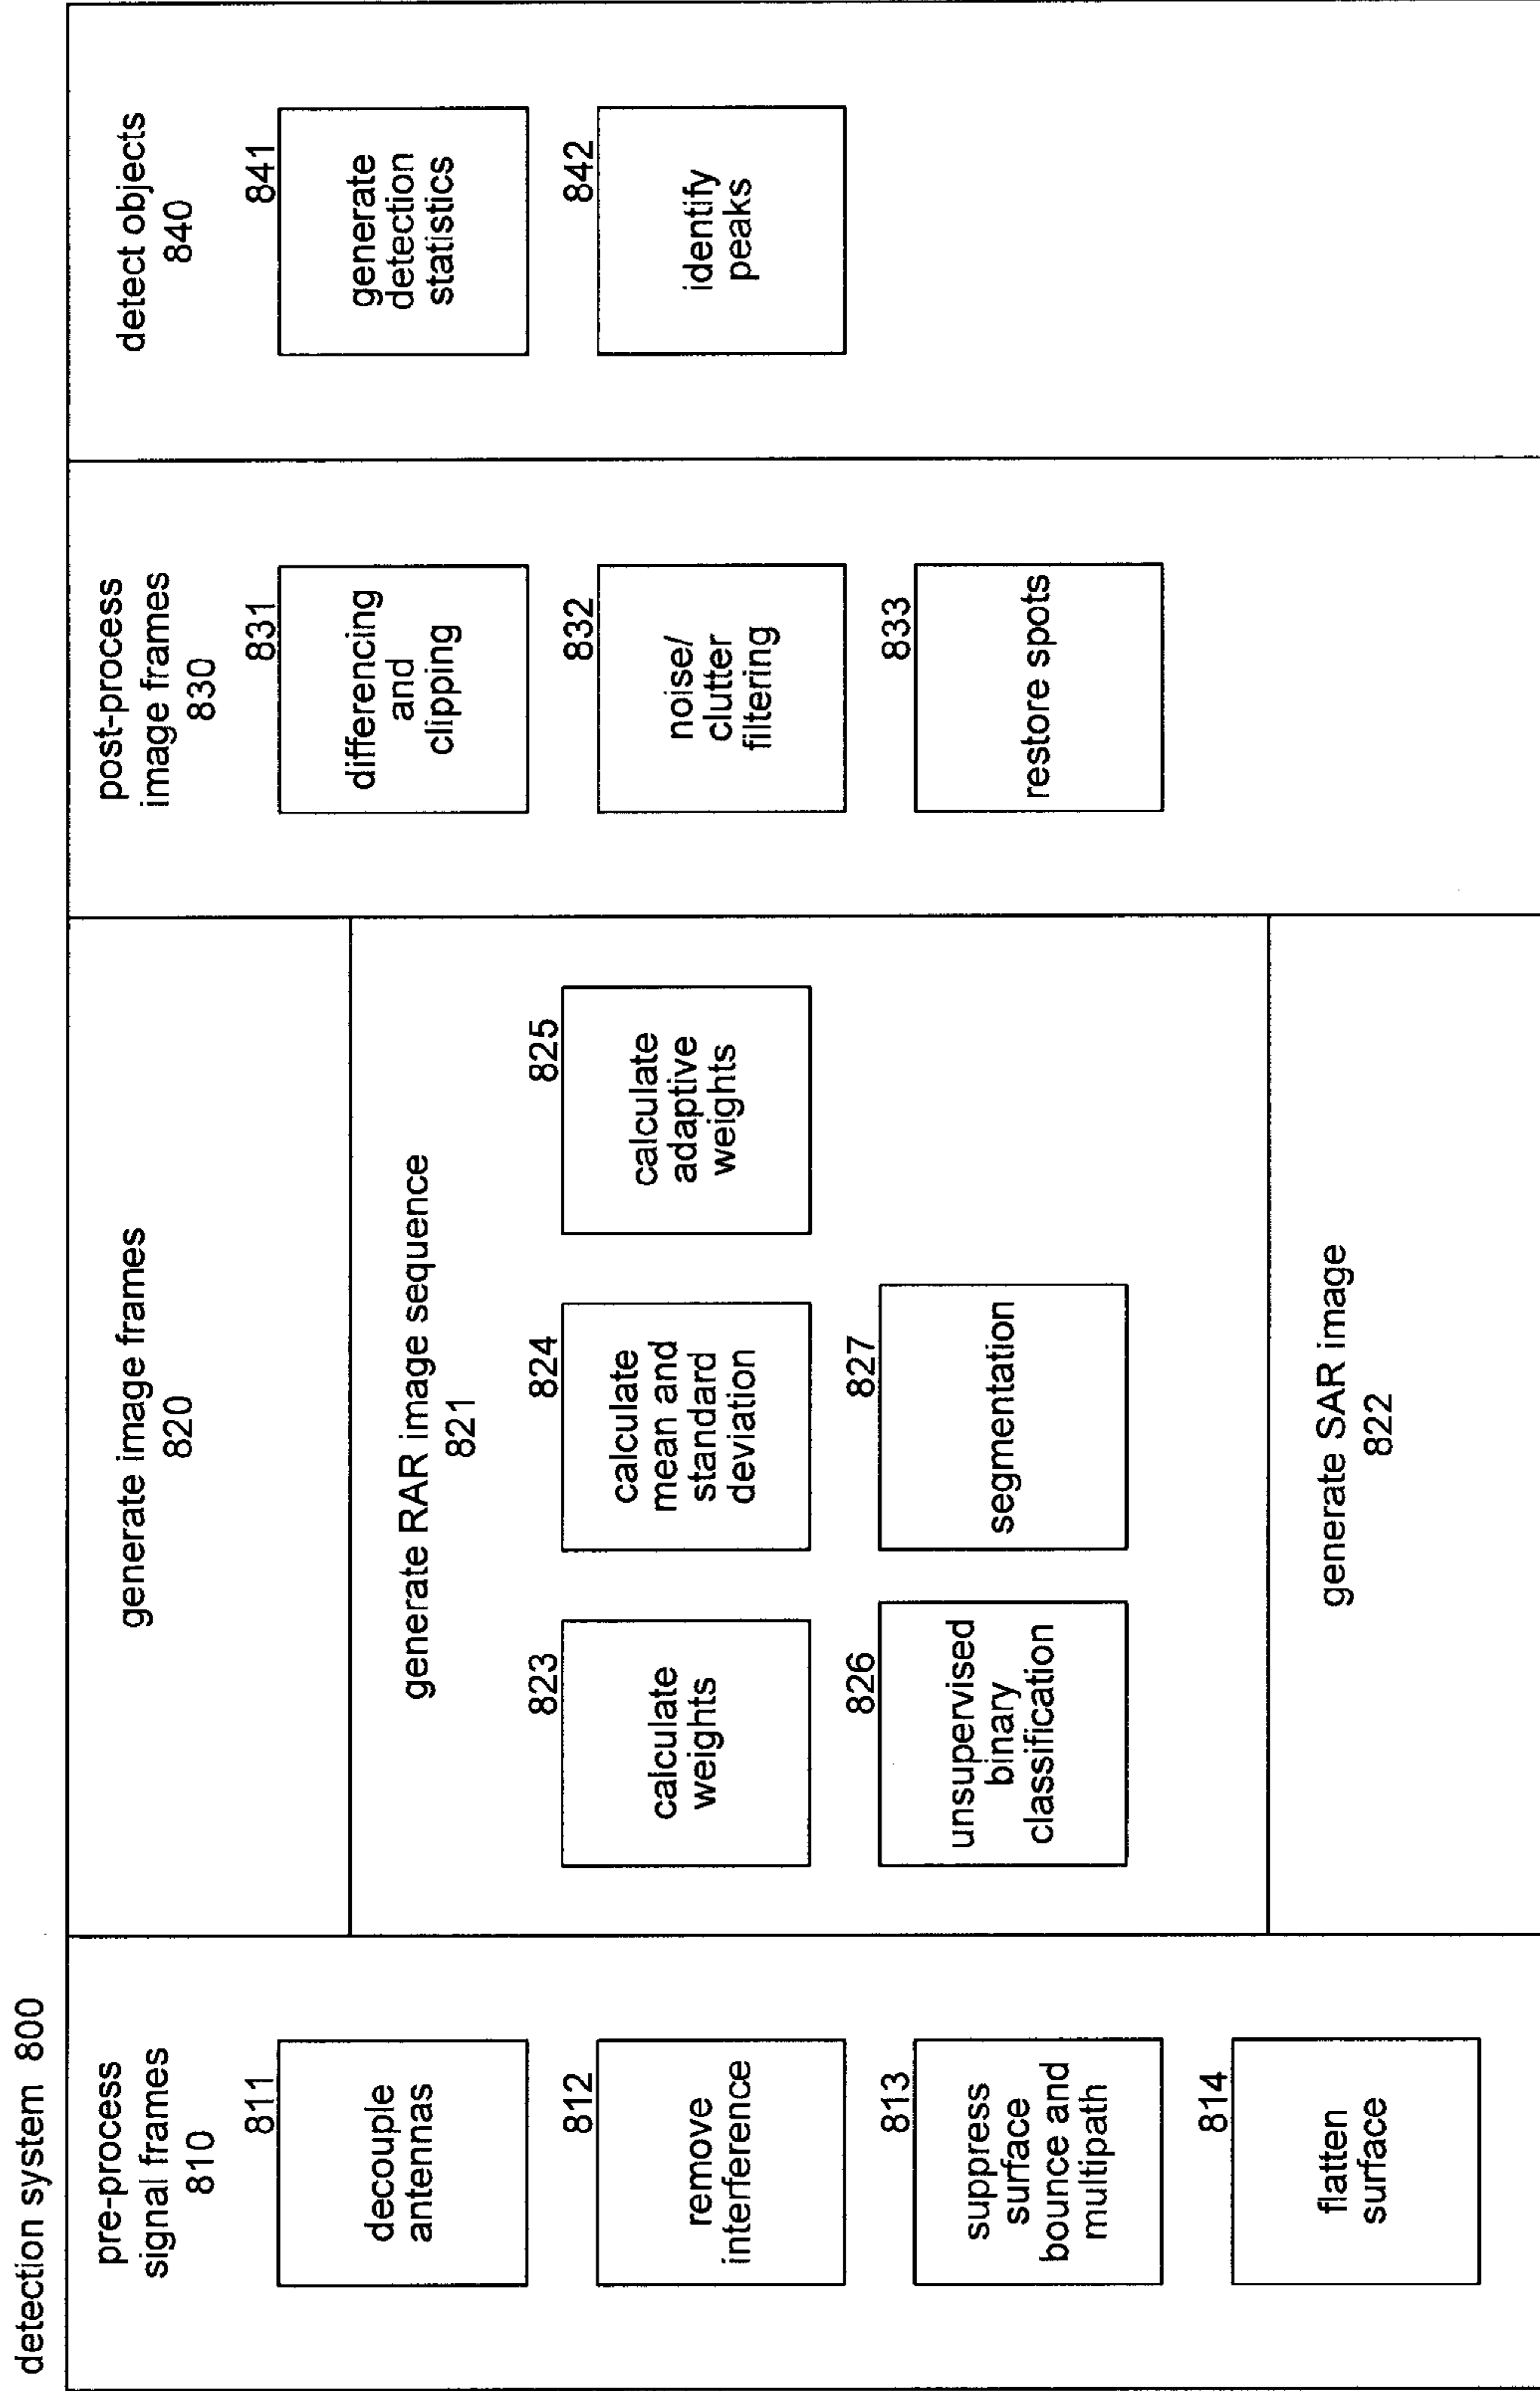 detection system 800
pre-process
signal frames
810
811
decouple
antennas
812
remove
interference
813
suppress
surface
bounce and
multipath
814
flatten
surface
generate image frames
820
generate RAR image sequence
821
823
calculate
weights
824
calculate
mean and
standard
deviation
825
calculate
adaptive
weights
826
unsupervised
binary
classification
827
segmentation
generate SAR image
822
post-process
image frames
830
831
differencing
and
clipping
832
noise/
clutter
filtering
833
restore spots
detect objects
840
841
generate
detection
statistics
842
identify
peaks